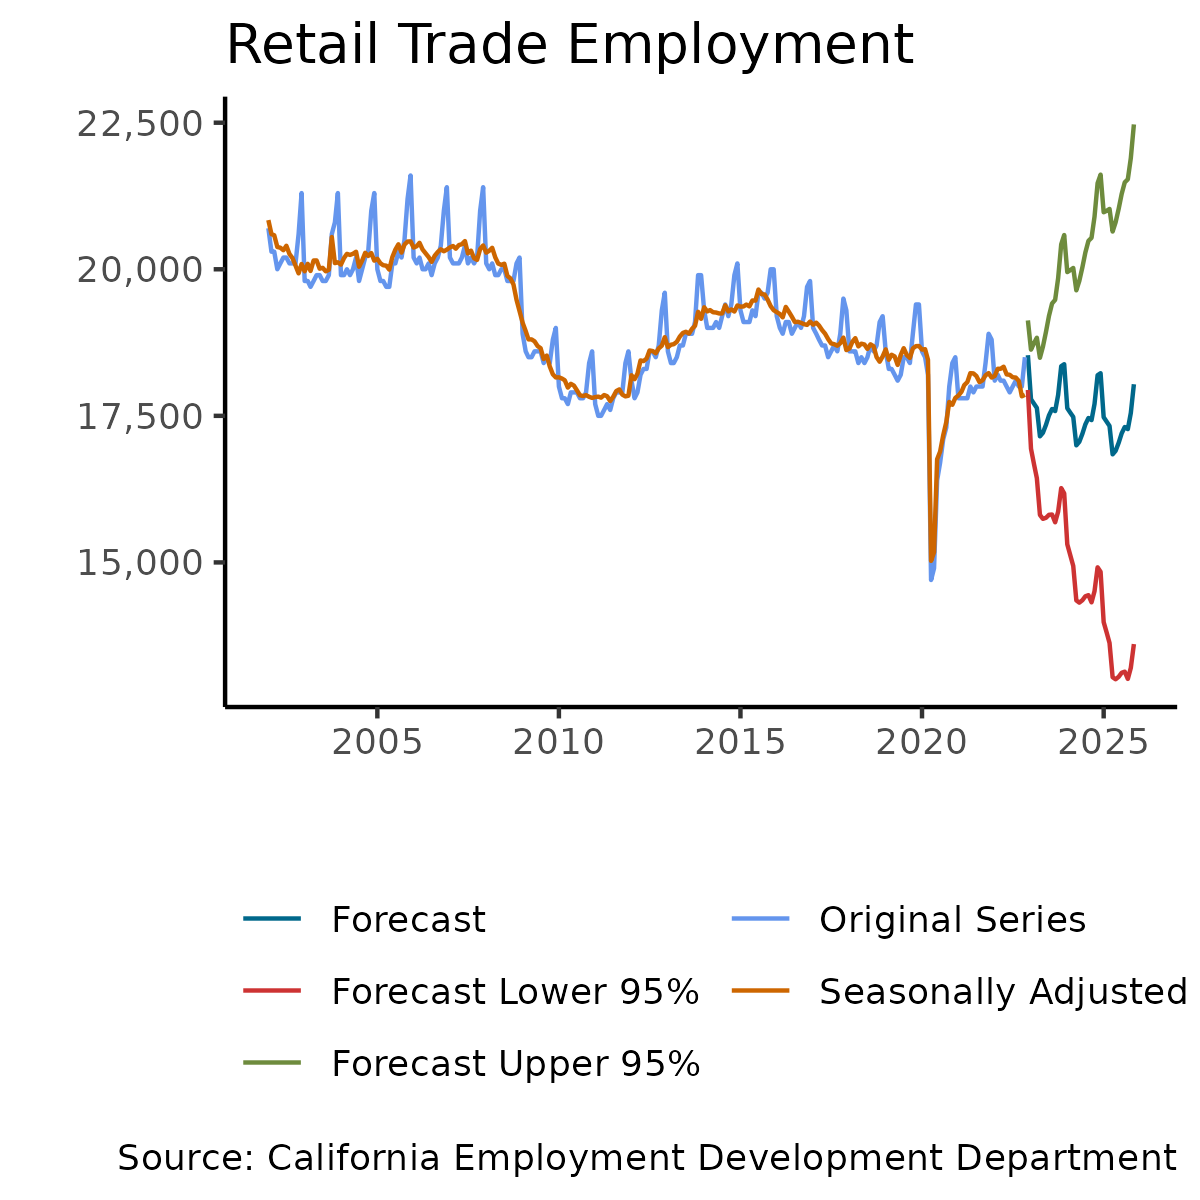 Retail Trade Employment
22,500
20,000
17,500
15,000
2005 2010 2015 2020 2025
Forecast Original Series
Forecast Lower 95% Seasonally Adjusted
Forecast Upper 95%
Source: California Employment Development Department